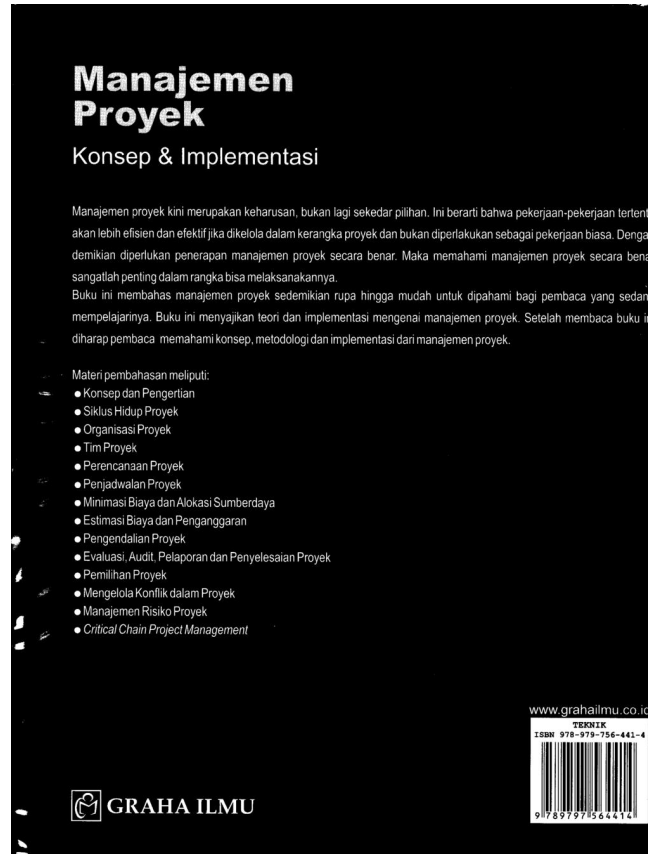 Manajemen
Proyek
Konsep & Implementasi
Manajemen proyek kini merupakan keharusan, bukan lagi sekedar pilihan. Ini berarti bahwa pekerjaan-pekerjaan tertent
akan lebih efisien dan efektif jika dikelola dalam kerangka proyek dan bukan diperlakukan sebagai pekerjaan biasa. Denga
demikian diperlukan penerapan manajemen proyek secara benar. Maka memahami manajemen proyek secara bena
sangatlah penting dalam rangka bisa melaksanakannya.
Buku ini membahas manajemen proyek sedemikian rupa hingga mudah untuk dipahami bagi pembaca yang sedan
mempelajarinya. Buku ini menyajikan teori dan implementasi mengenai manajemen proyek. Setelah membaca buku i
diharap pembaca memahami konsep, metodologi dan implementasi dari manajemen proyek.
Materi pembahasan meliputi:
● Konsep dan Pengertian
● Siklus Hidup Proyek
● Organisasi Proyek
● Tim Proyek
● Perencanaan Proyek
● Penjadwalan Proyek
● Minimasi Biaya dan Alokasi Sumberdaya
● Estimasi Biaya dan Penganggaran
● Pengendalian Proyek
● Evaluasi, Audit, Pelaporan dan Penyelesaian Proyek
● Pemilihan Proyek
● Mengelola Konflik dalam Proyek
● Manajemen Risiko Proyek
● Critical Chain Project Management
www.grahailmu.co.id
TEKNIK
ISBN 978-979-756-441-4
9 789797 564414
GRAHA ILMU